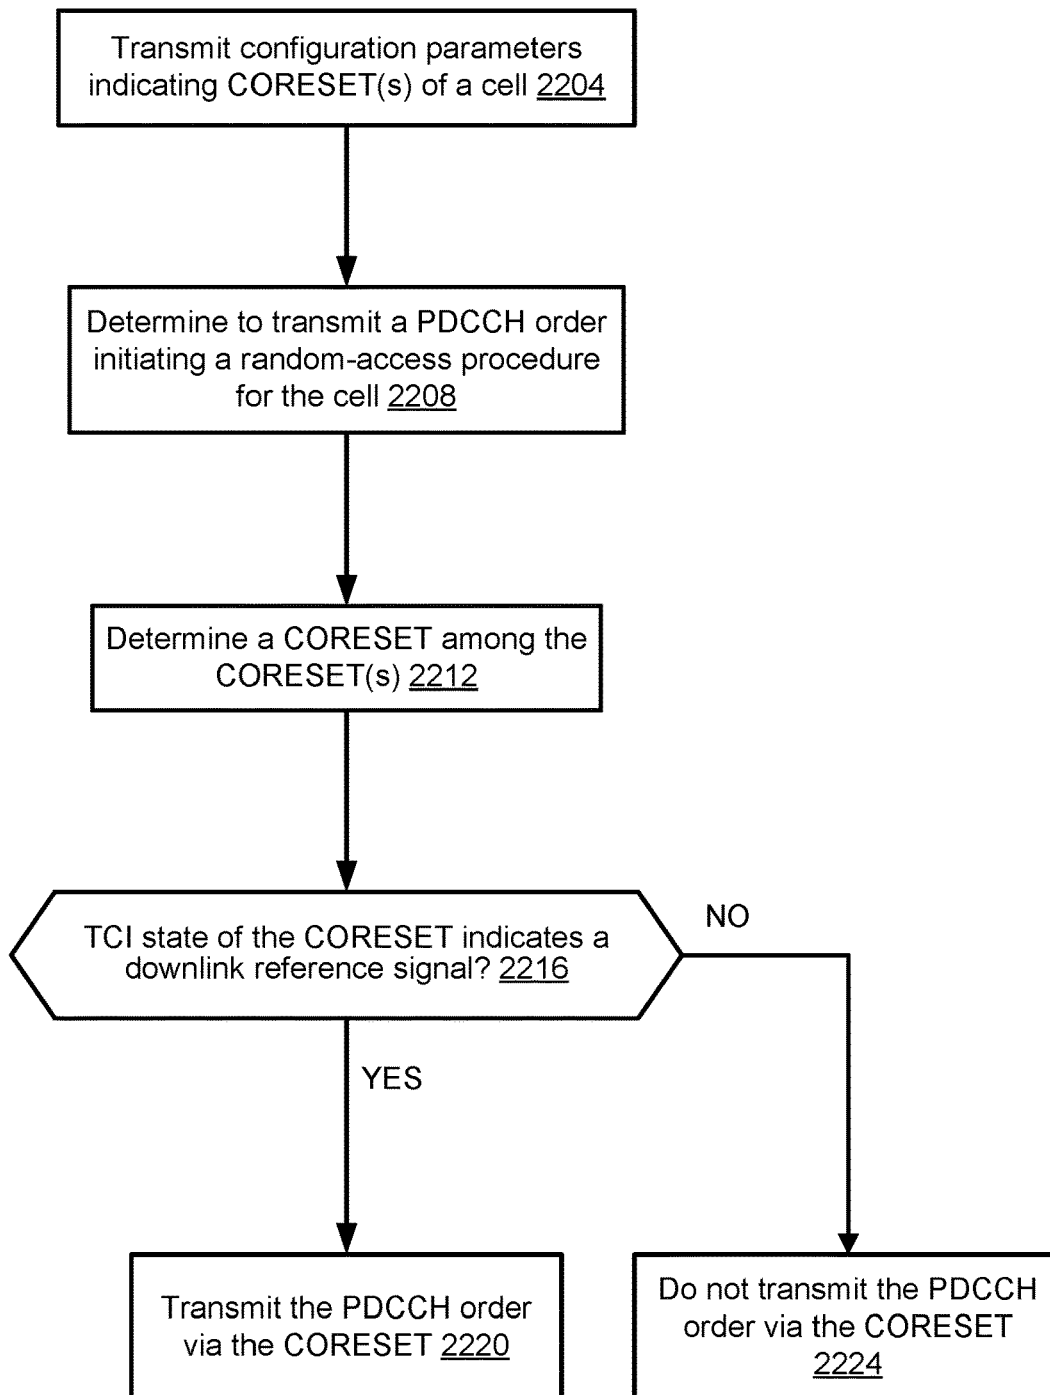 Transmit configuration parameters
indicating CORESET(s) of a cell 2204
Determine to transmit a PDCCH order
initiating a random-access procedure
for the cell 2208
Determine a CORESET among the
CORESET(s) 2212
TCI state of the CORESET indicates a
downlink reference signal? 2216
NO
YES
Transmit the PDCCH order
via the CORESET 2220
Do not transmit the PDCCH
order via the CORESET
2224